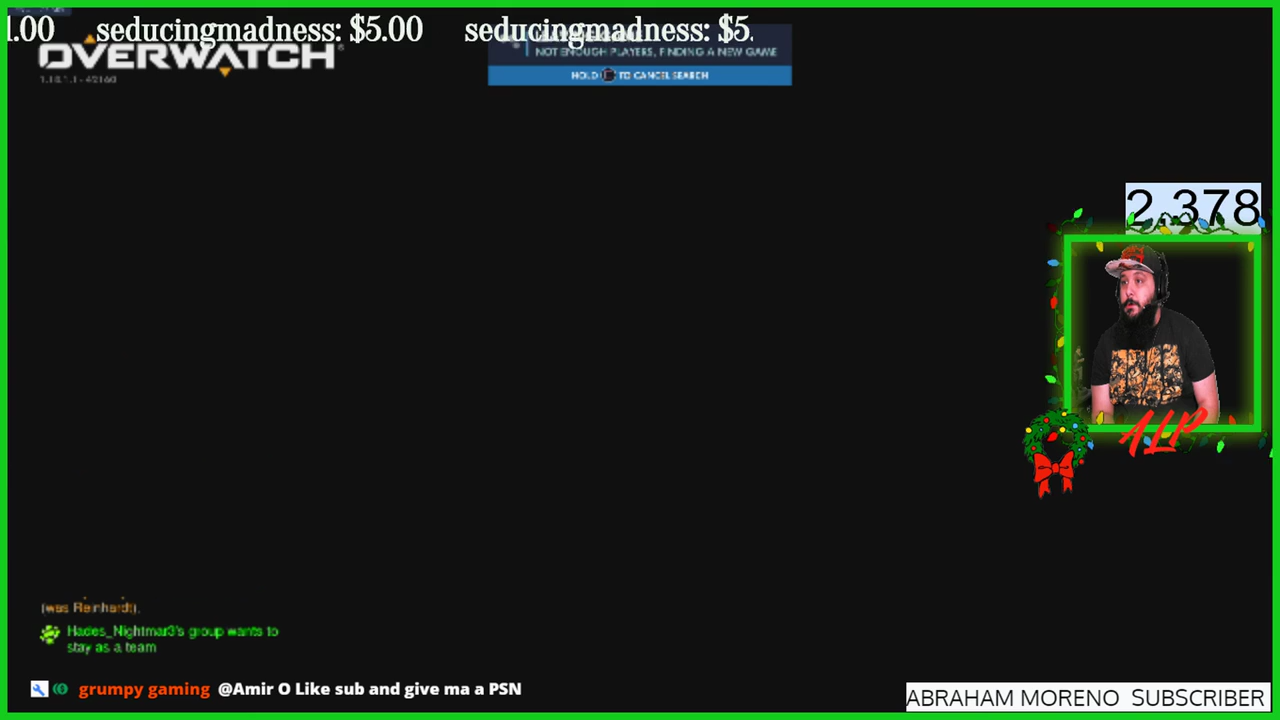 1.00 seducingmadness: $5.00 seducingmadness: $5.
OVERWATCH
NOT ENOUGH PLAYERS, FINDING A NEW GAME
HOLD TO CANCEL SEARCH
2,378
ALP
(was Reinhardt).
Hades_Nightmar3's group wants to
stay as a team
grumpy gaming @Amir O Like sub and give ma a PSN
ABRAHAM MORENO SUBSCRIBER